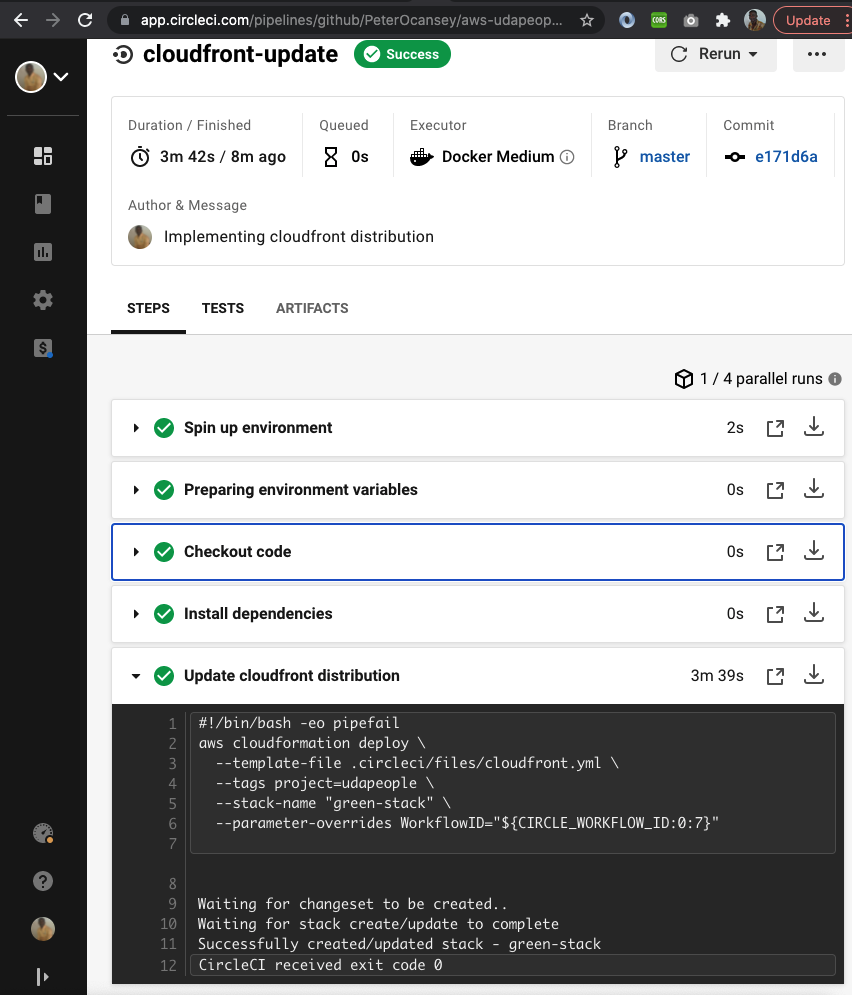 app.circleci.com/pipelines/github/PeterOcansey/aws-udapeop...
CORS
Update
cloudfront-update
Success
Rerun
Duration / Finished
Queued
Executor
Branch
Commit
3m 42s / 8m ago
0s
Docker Medium
master
e171d6a
Author & Message
Implementing cloudfront distribution
STEPS
TESTS
ARTIFACTS
1 / 4 parallel runs
Spin up environment
2s
Preparing environment variables
0s
Checkout code
0s
Install dependencies
0s
Update cloudfront distribution
3m 39s
1 #!/bin/bash -eo pipefail
2 aws cloudformation deploy \
3 --template-file .circleci/files/cloudfront.yml \
4 --tags project=udapeople \
5 --stack-name "green-stack" \
6 --parameter-overrides WorkflowID="${CIRCLE_WORKFLOW_ID:0:7}"
7
8
9 Waiting for changeset to be created..
10 Waiting for stack create/update to complete
11 Successfully created/updated stack - green-stack
12 CircleCI received exit code 0